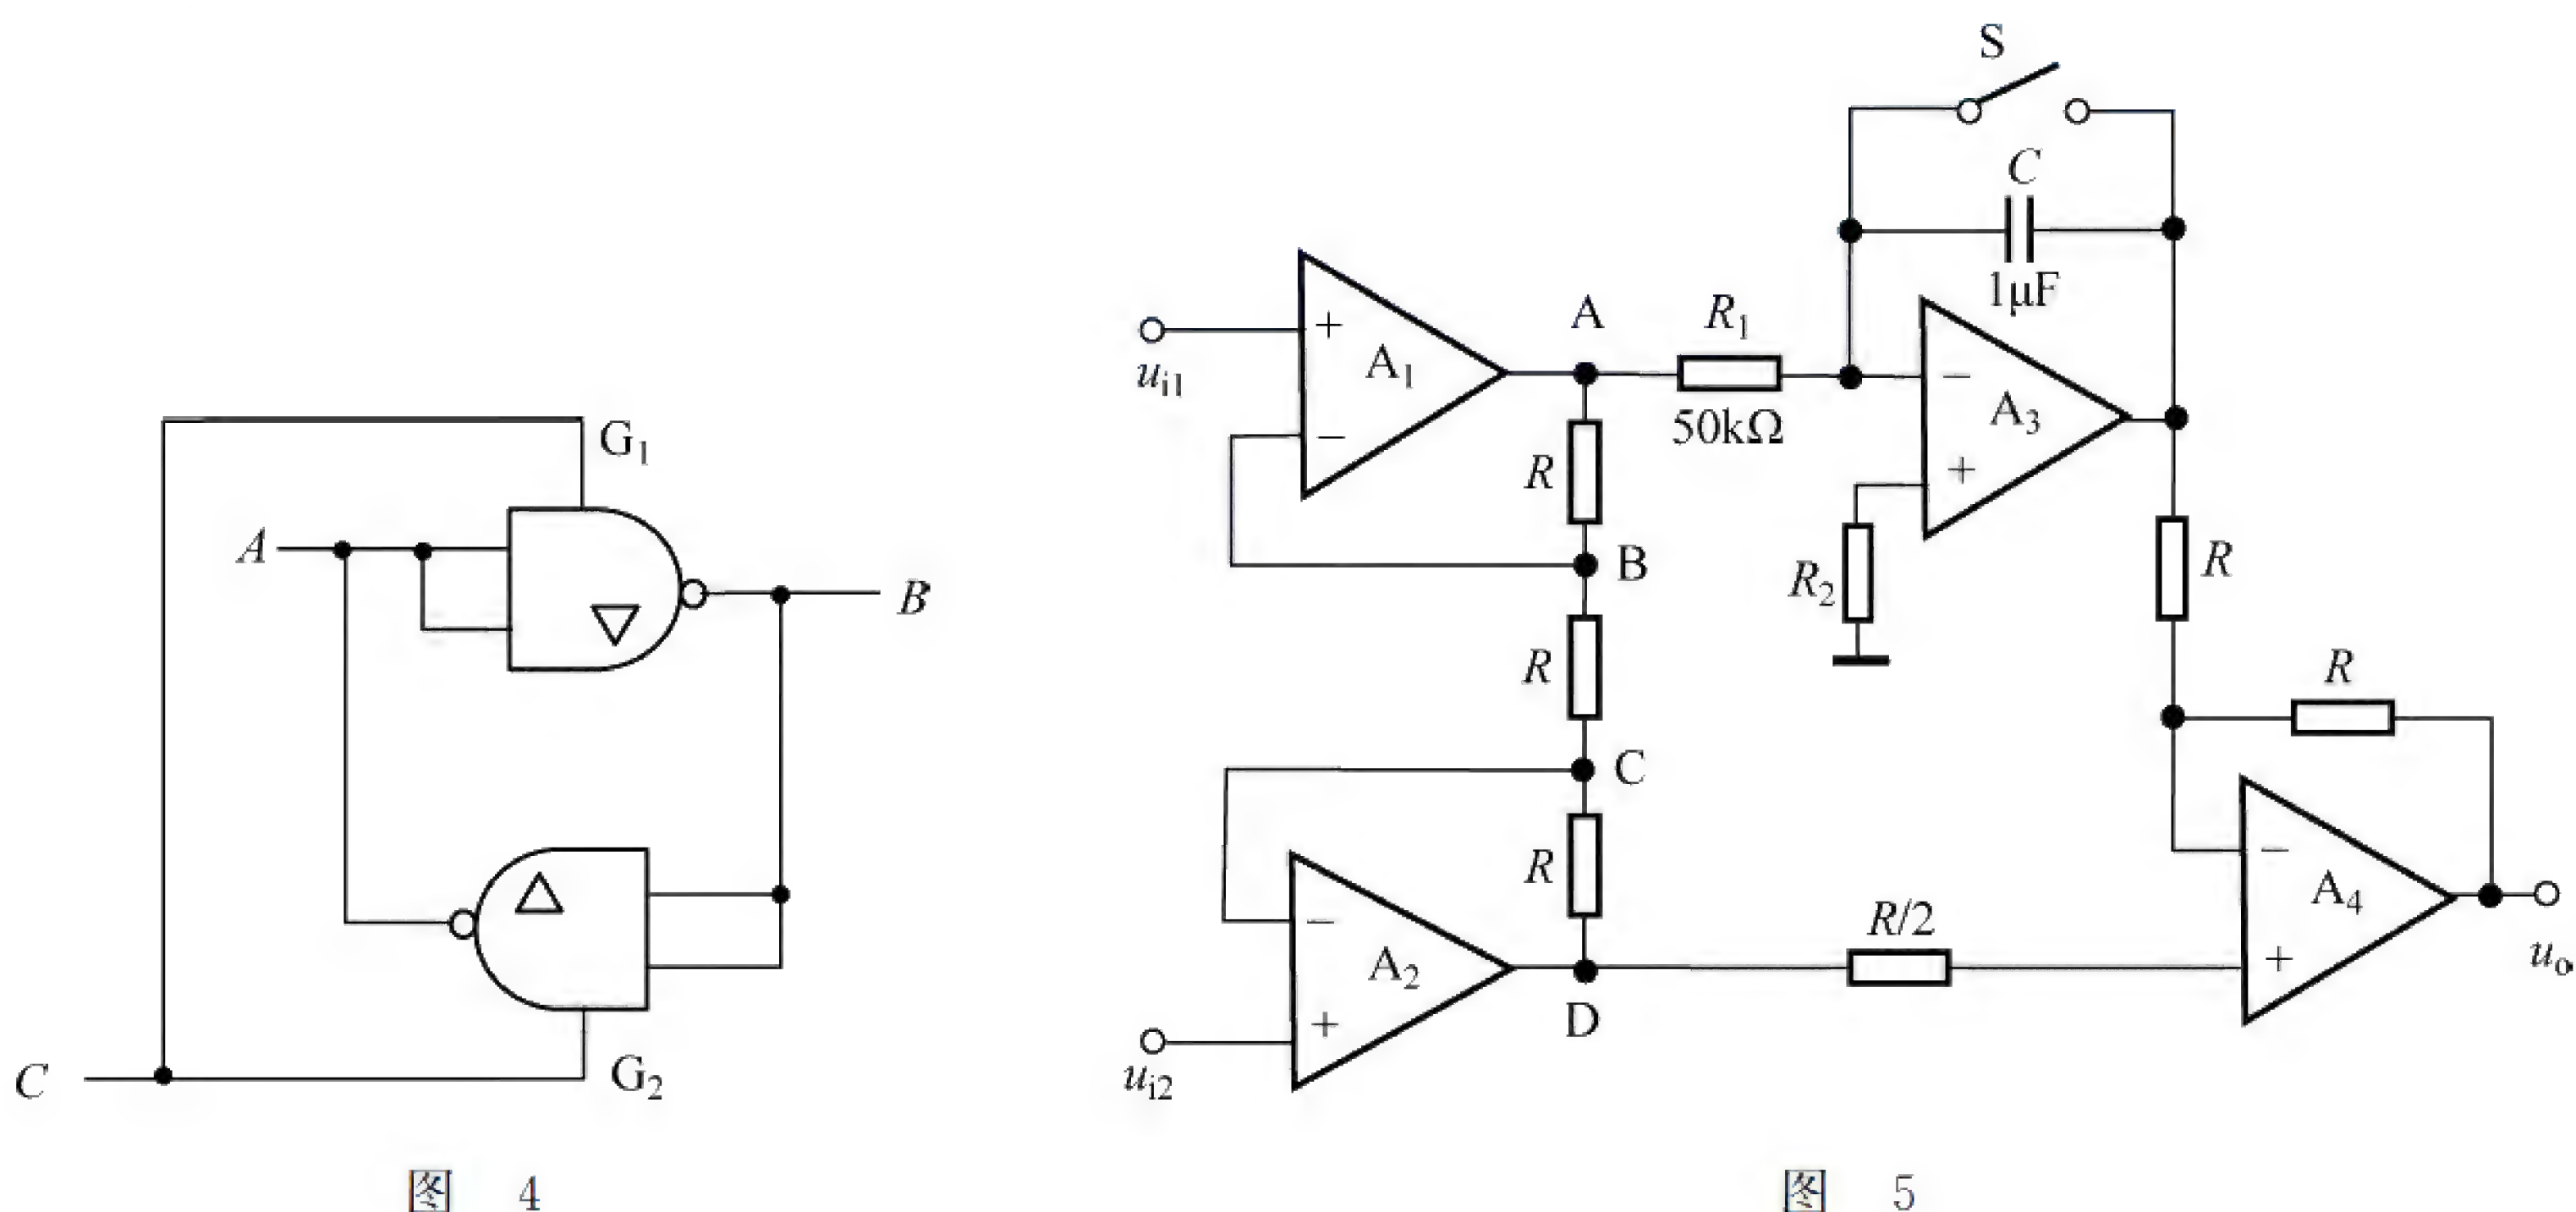 G₁
A
B
C
G₂
图 4
S
C
1μF
A
R₁
50kΩ
+
−
A₁
u_i1
R
B
−
+
A₃
R₂
R
R
C
R
−
+
A₂
u_i2
D
R/2
R
−
+
A₄
u_o
图 5